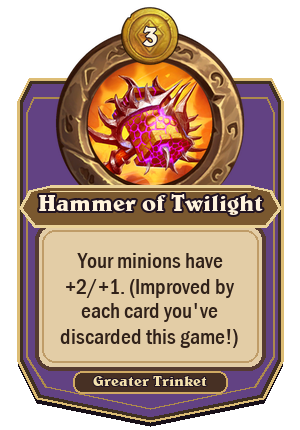 3
Hammer of Twilight
Your minions have
+2/+1. (Improved by
each card you've
discarded this game!)
Greater Trinket